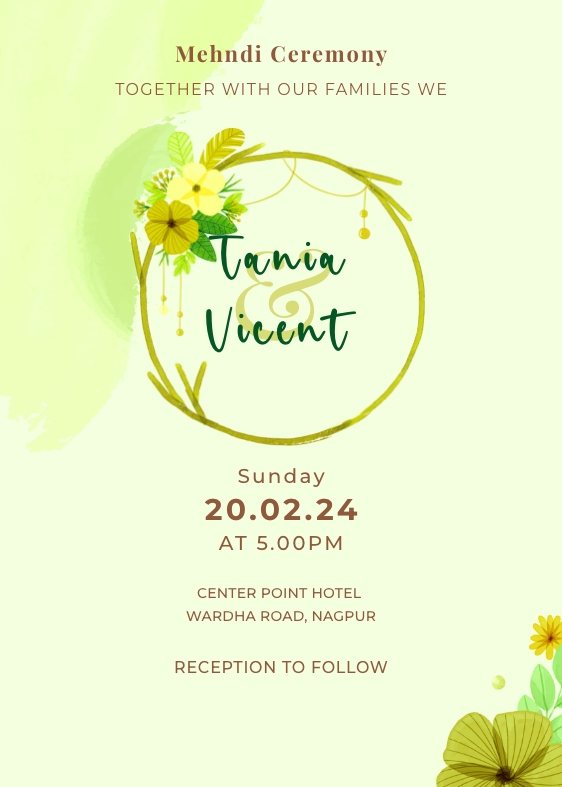 Mehndi Ceremony
TOGETHER WITH OUR FAMILIES WE
Tania
&
Vicent
Sunday
20.02.24
AT 5.00PM
CENTER POINT HOTEL
WARDHA ROAD, NAGPUR
RECEPTION TO FOLLOW